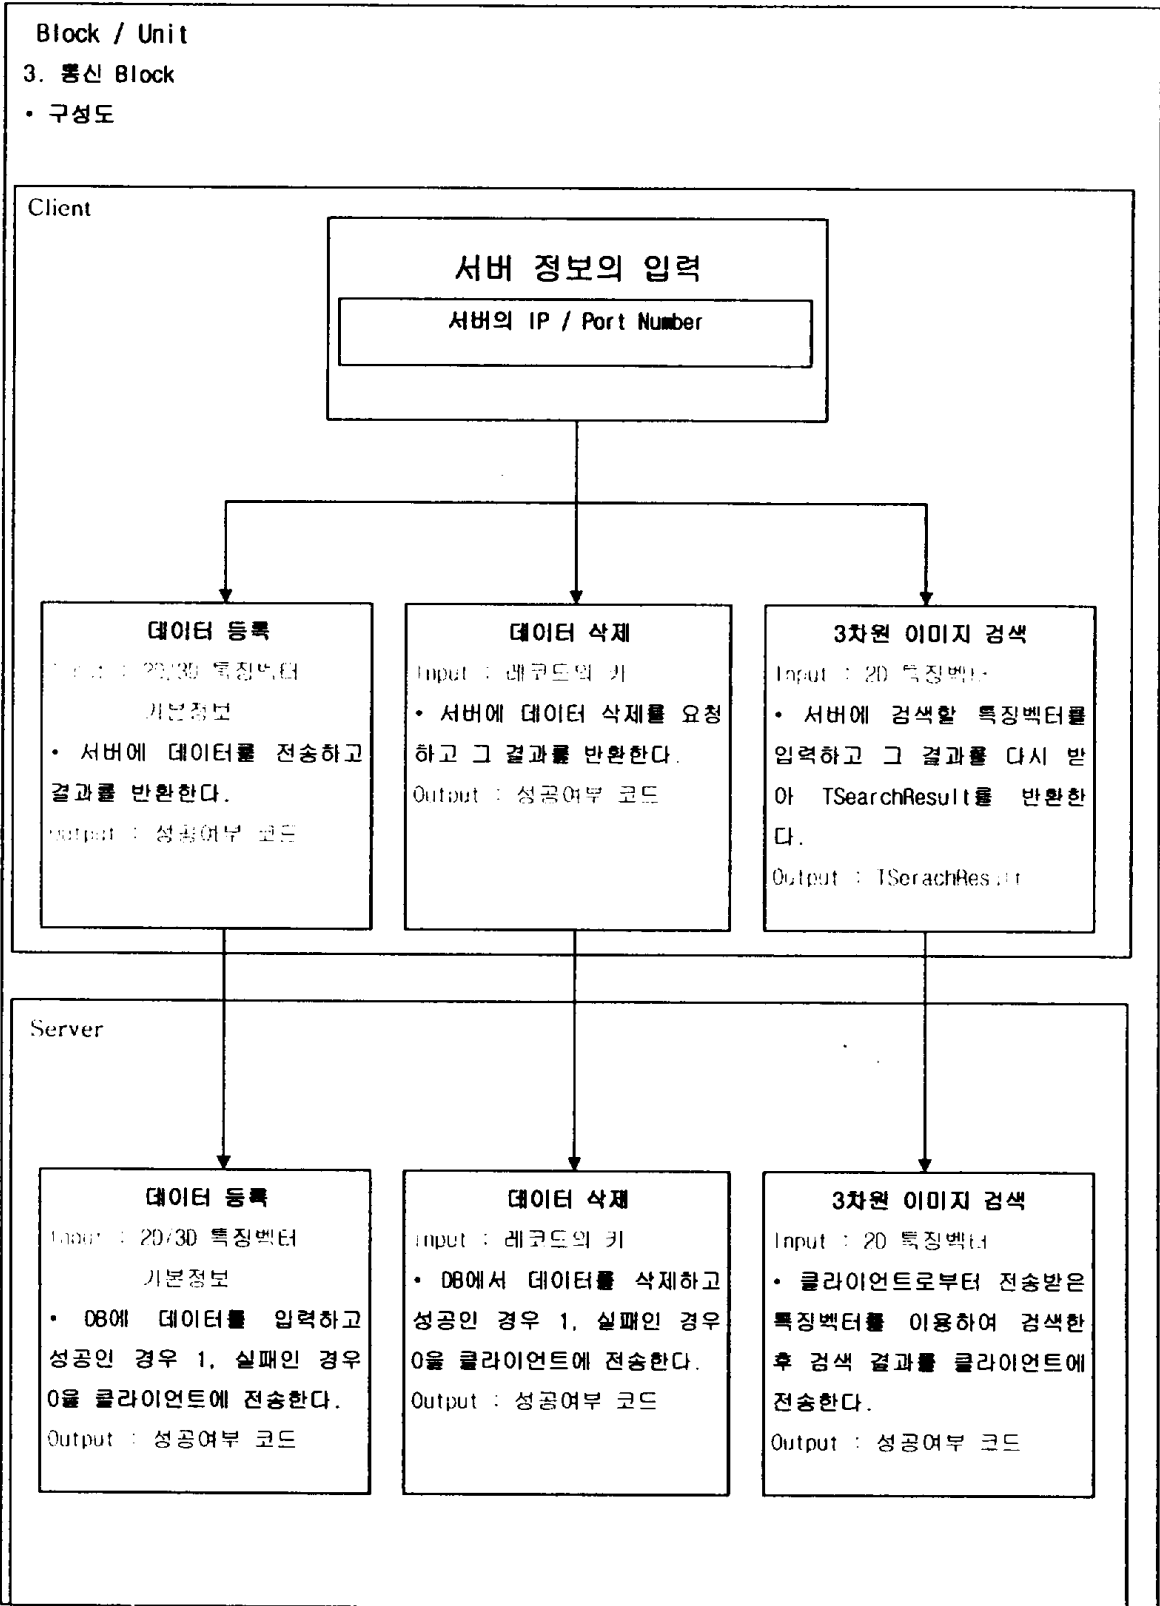 Block / Unit
3. 통신 Block
• 구성도
Client
서버 정보의 입력
서버의 IP / Port Number
데이터 등록
: 2D/3D 특징벡터
기본정보
• 서버에 데이터를 전송하고
결과를 반환한다.
Output : 성공여부 코드
데이터 삭제
Input : 레코드의 키
• 서버에 데이터 삭제를 요청
하고 그 결과를 반환한다.
Output : 성공여부 코드
3차원 이미지 검색
Input : 2D 특징벡터
• 서버에 검색할 특징벡터를
입력하고 그 결과를 다시 받
아 TSearchResult를 반환한
다.
Output : TSerachResult
Server
데이터 등록
Input : 2D/3D 특징벡터
기본정보
• DB에 데이터를 입력하고
성공인 경우 1, 실패인 경우
0을 클라이언트에 전송한다.
Output : 성공여부 코드
데이터 삭제
Input : 레코드의 키
• DB에서 데이터를 삭제하고
성공인 경우 1, 실패인 경우
0을 클라이언트에 전송한다.
Output : 성공여부 코드
3차원 이미지 검색
Input : 2D 특징벡터
• 클라이언트로부터 전송받은
특징벡터를 이용하여 검색한
후 검색 결과를 클라이언트에
전송한다.
Output : 성공여부 코드